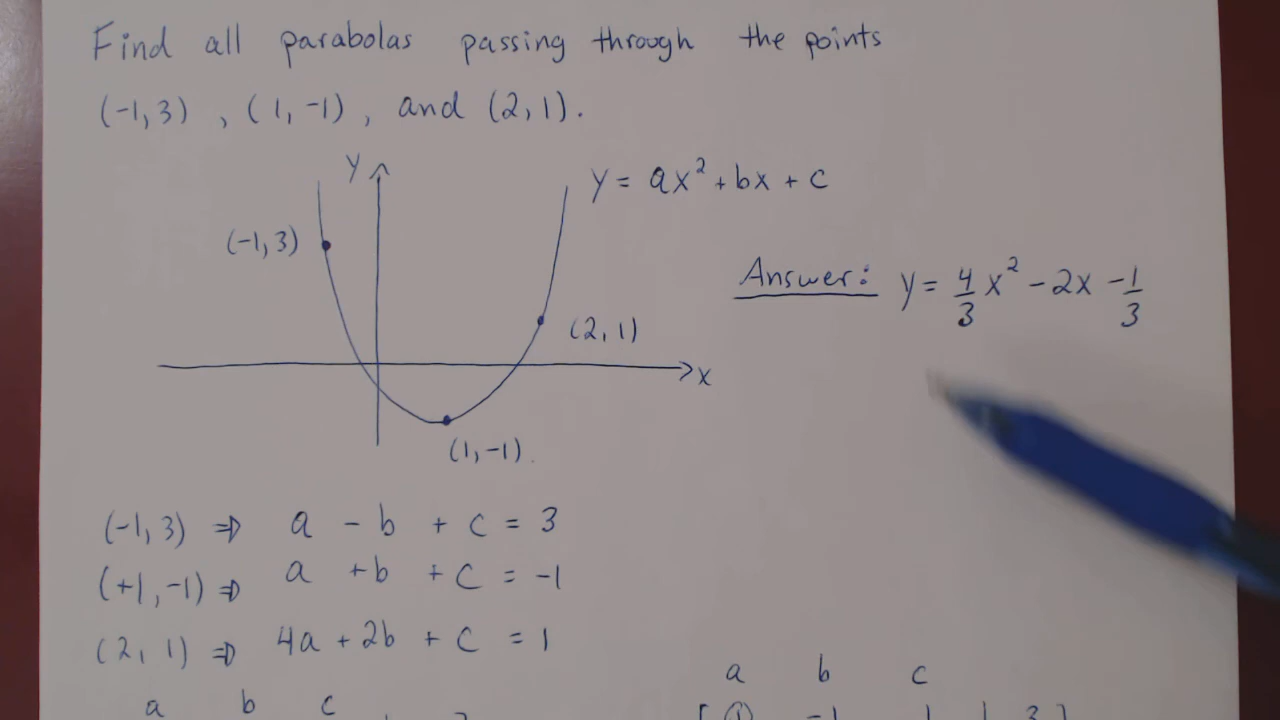 Find all parabolas passing through the points
(-1, 3) , (1, -1) , and (2, 1).
y
y = ax² + bx + c
(-1, 3)
Answer: y = 4/3 x² - 2x - 1/3
(2, 1)
x
(1, -1)
(-1, 3) ⇒ a - b + c = 3
(+1, -1) ⇒ a + b + c = -1
(2, 1) ⇒ 4a + 2b + c = 1
a b c
a b c